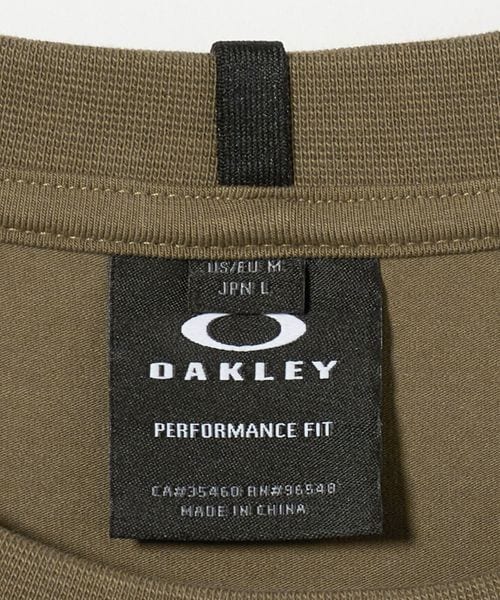 US/EU M
JPN L
OAKLEY
PERFORMANCE FIT
CA#35460 RN#96548
MADE IN CHINA